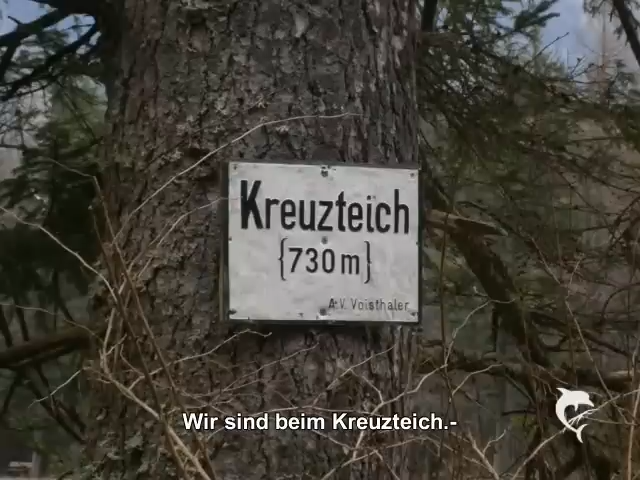 Kreuzteich
{730m}
A.V. Voisthaler
Wir sind beim Kreuzteich.-